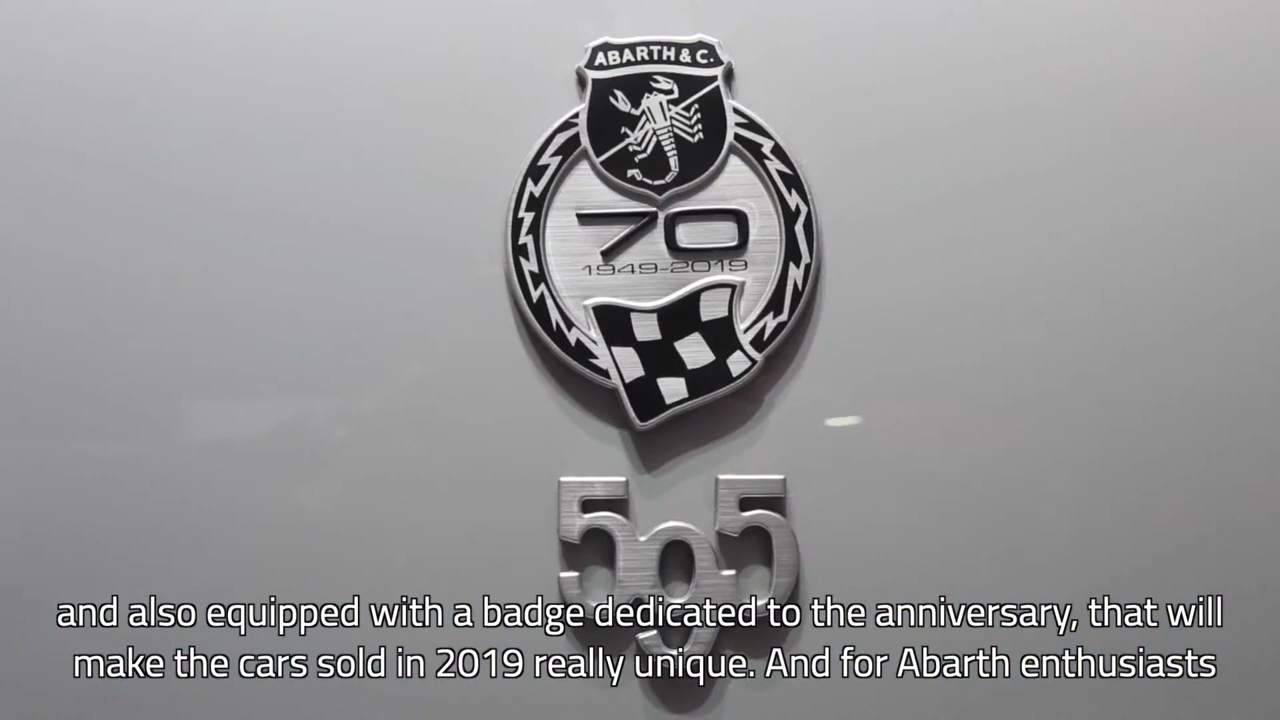 ABARTH & C.
70
1949-2019
595
and also equipped with a badge dedicated to the anniversary, that will
make the cars sold in 2019 really unique. And for Abarth enthusiasts